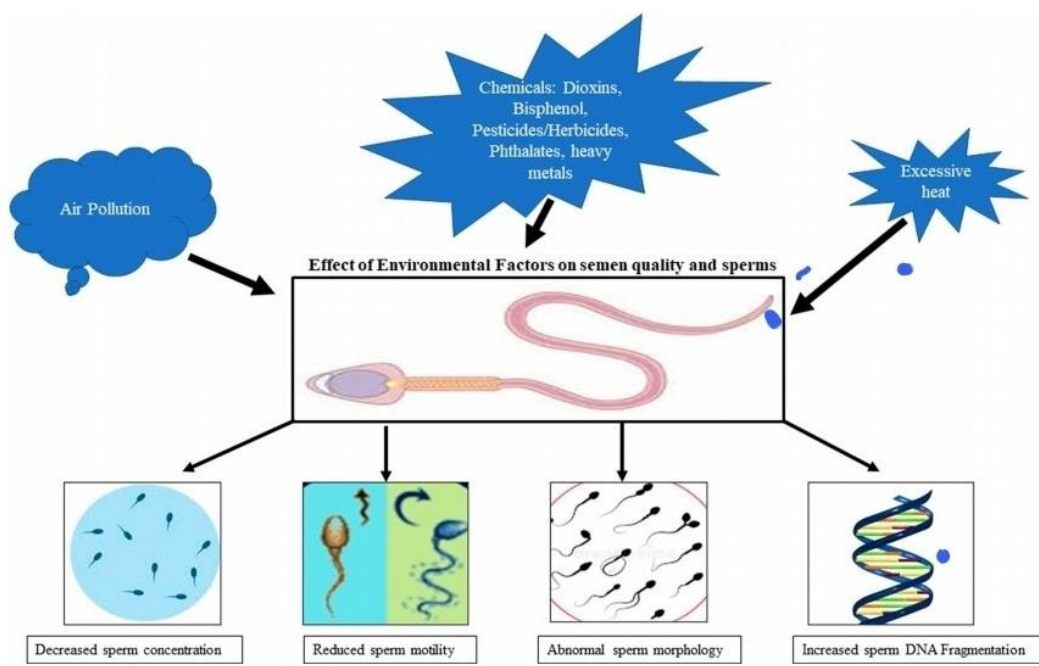 Chemicals: Dioxins,
Bisphenol,
Pesticides/Herbicides,
Phthalates, heavy
metals
Air Pollution
Excessive
heat
Effect of Environmental Factors on semen quality and sperms
Decreased sperm concentration
Reduced sperm motility
Abnormal sperm morphology
Increased sperm DNA Fragmentation